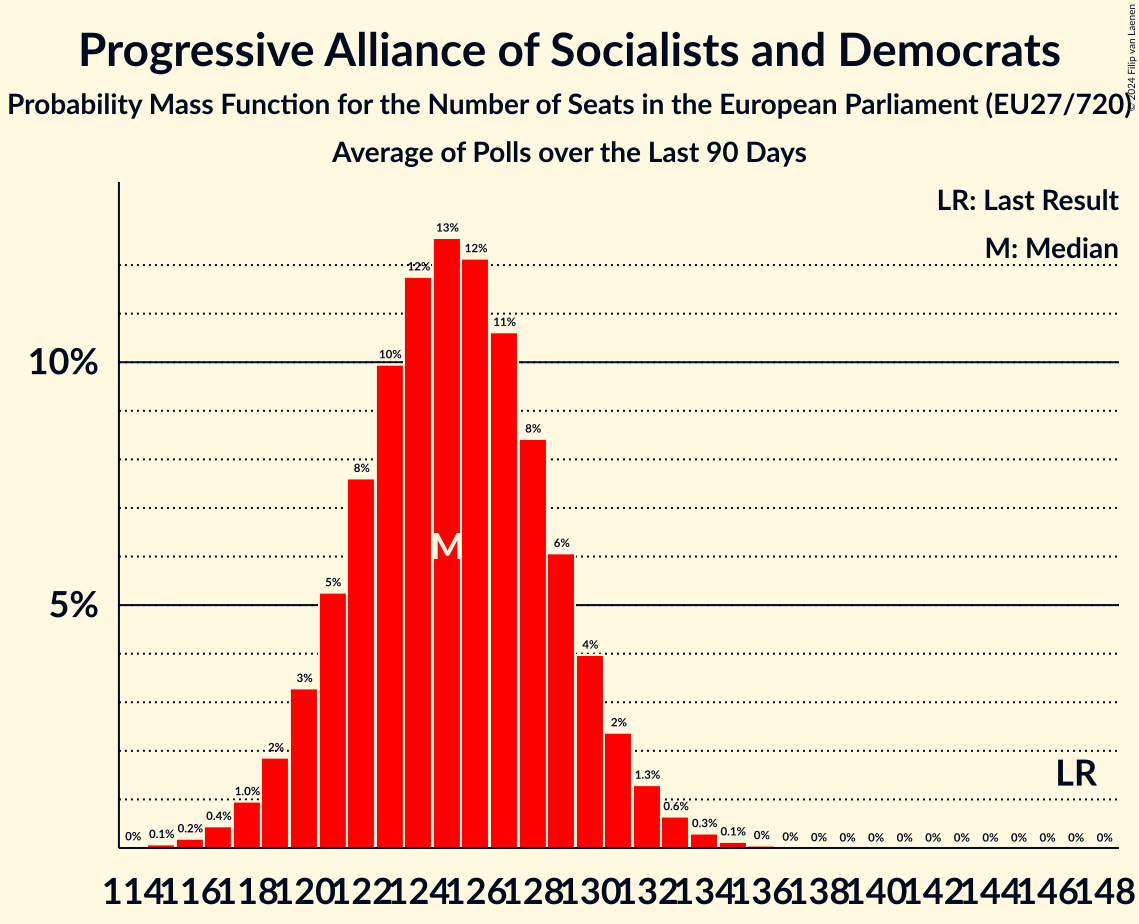 Progressive Alliance of Socialists and Democrats
Probability Mass Function for the Number of Seats in the European Parliament (EU27/720)
Average of Polls over the Last 90 Days
© 2024 Filip van Laenen
LR: Last Result
M: Median
10%
5%
0% 0.1% 0.2% 0.4% 1.0% 2% 3% 5% 8% 10% 12% 13% 12% 11% 8% 6% 4% 2% 1.3% 0.6% 0.3% 0.1% 0% 0% 0% 0% 0% 0% 0% 0% 0% 0% 0% 0% 0%
M
LR
114 116 118 120 122 124 126 128 130 132 134 136 138 140 142 144 146 148